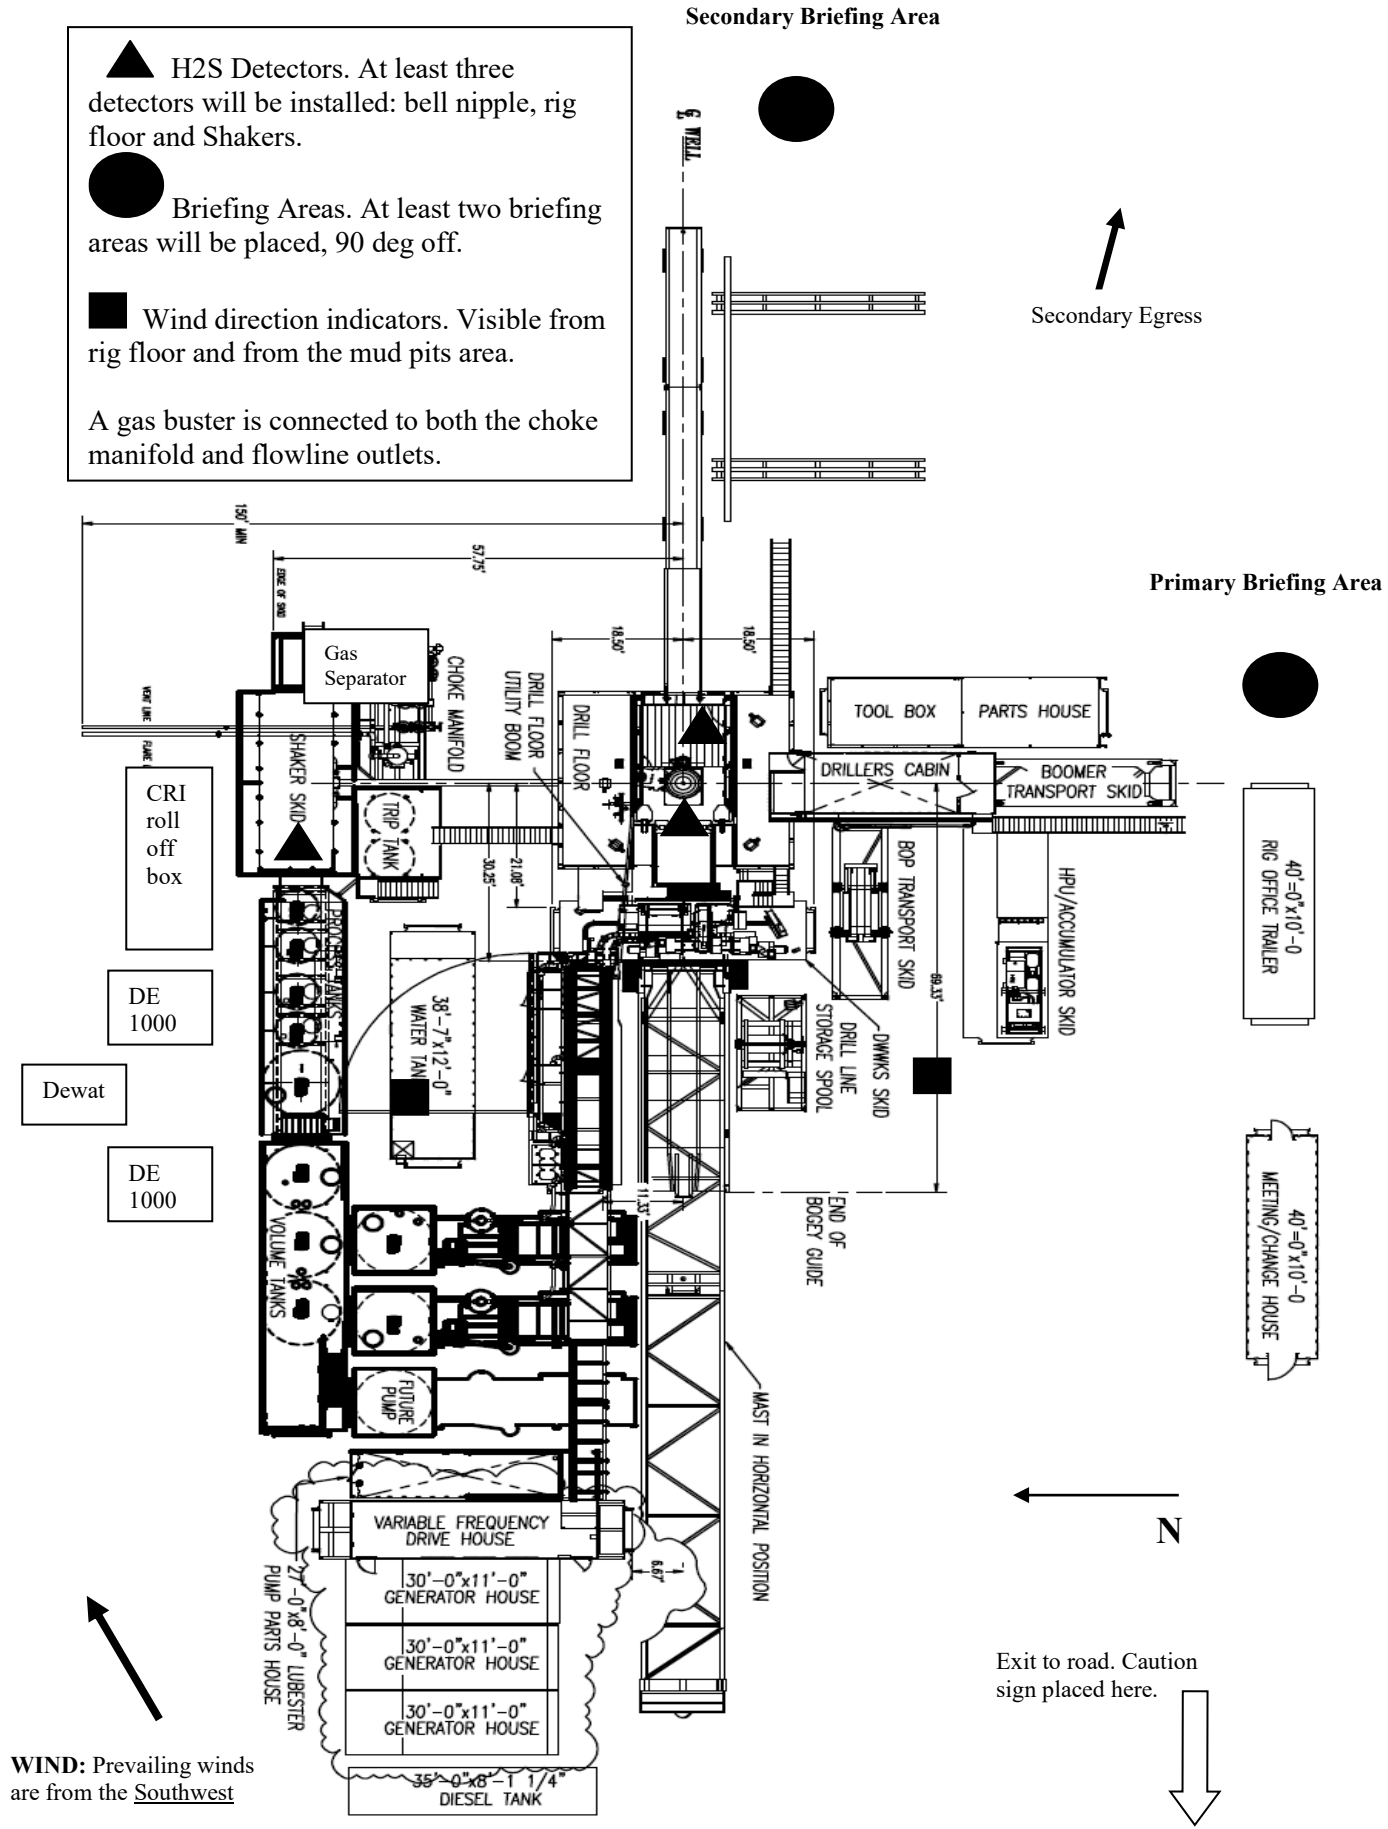 Secondary Briefing Area
H2S Detectors. At least three
detectors will be installed: bell nipple, rig
floor and Shakers.
Briefing Areas. At least two briefing
areas will be placed, 90 deg off.
Wind direction indicators. Visible from
rig floor and from the mud pits area.
A gas buster is connected to both the choke
manifold and flowline outlets.
℄ WELL
Secondary Egress
150' MIN
57.75'
EDGE OF SKID
Primary Briefing Area
18.50'
18.50'
Gas
Separator
CHOKE MANIFOLD
DRILL FLOOR
UTILITY BOOM
DRILL FLOOR
TOOL BOX
PARTS HOUSE
VENT LINE
FLARE
SHAKER SKID
DRILLERS CABIN
BOOMER
TRANSPORT SKID
CRI
roll
off
box
TRIP TANK
30.25'
21.08'
BOP TRANSPORT SKID
HPU/ACCUMULATOR SKID
40'=0"x10'-0
RIG OFFICE TRAILER
PROCESS TANKS
DE
1000
38'-7"x12'-0"
WATER TAN
69.33'
DRILL LINE
STORAGE SPOOL
DWWKS SKID
Dewat
DE
1000
VOLUME TANKS
11.33'
END OF
BOGEY GUIDE
40'=0"x10'-0
MEETING/CHANGE HOUSE
FUTURE
PUMP
MAST IN HORIZONTAL POSITION
N
VARIABLE FREQUENCY
DRIVE HOUSE
6.67'
27'-0"x8'-0" LUBESTER
PUMP PARTS HOUSE
30'-0"x11'-0"
GENERATOR HOUSE
30'-0"x11'-0"
GENERATOR HOUSE
30'-0"x11'-0"
GENERATOR HOUSE
Exit to road. Caution
sign placed here.
WIND: Prevailing winds
are from the Southwest
35'-0"x8'-1 1/4"
DIESEL TANK